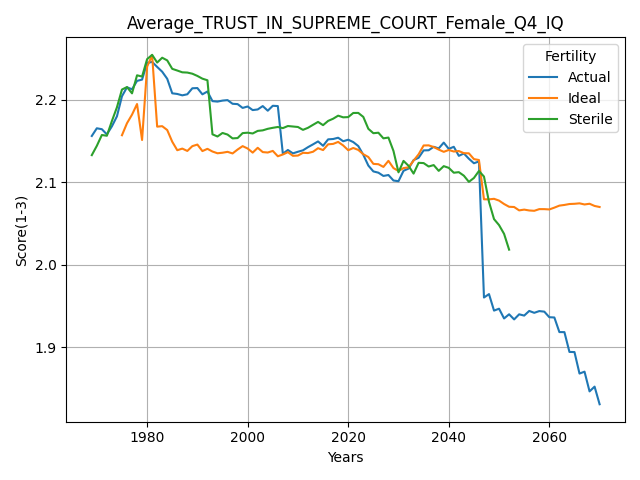 Average_TRUST_IN_SUPREME_COURT_Female_Q4_IQ
Fertility
Actual
Ideal
Sterile
Score(1-3)
2.2
2.1
2.0
1.9
1980
2000
2020
2040
2060
Years